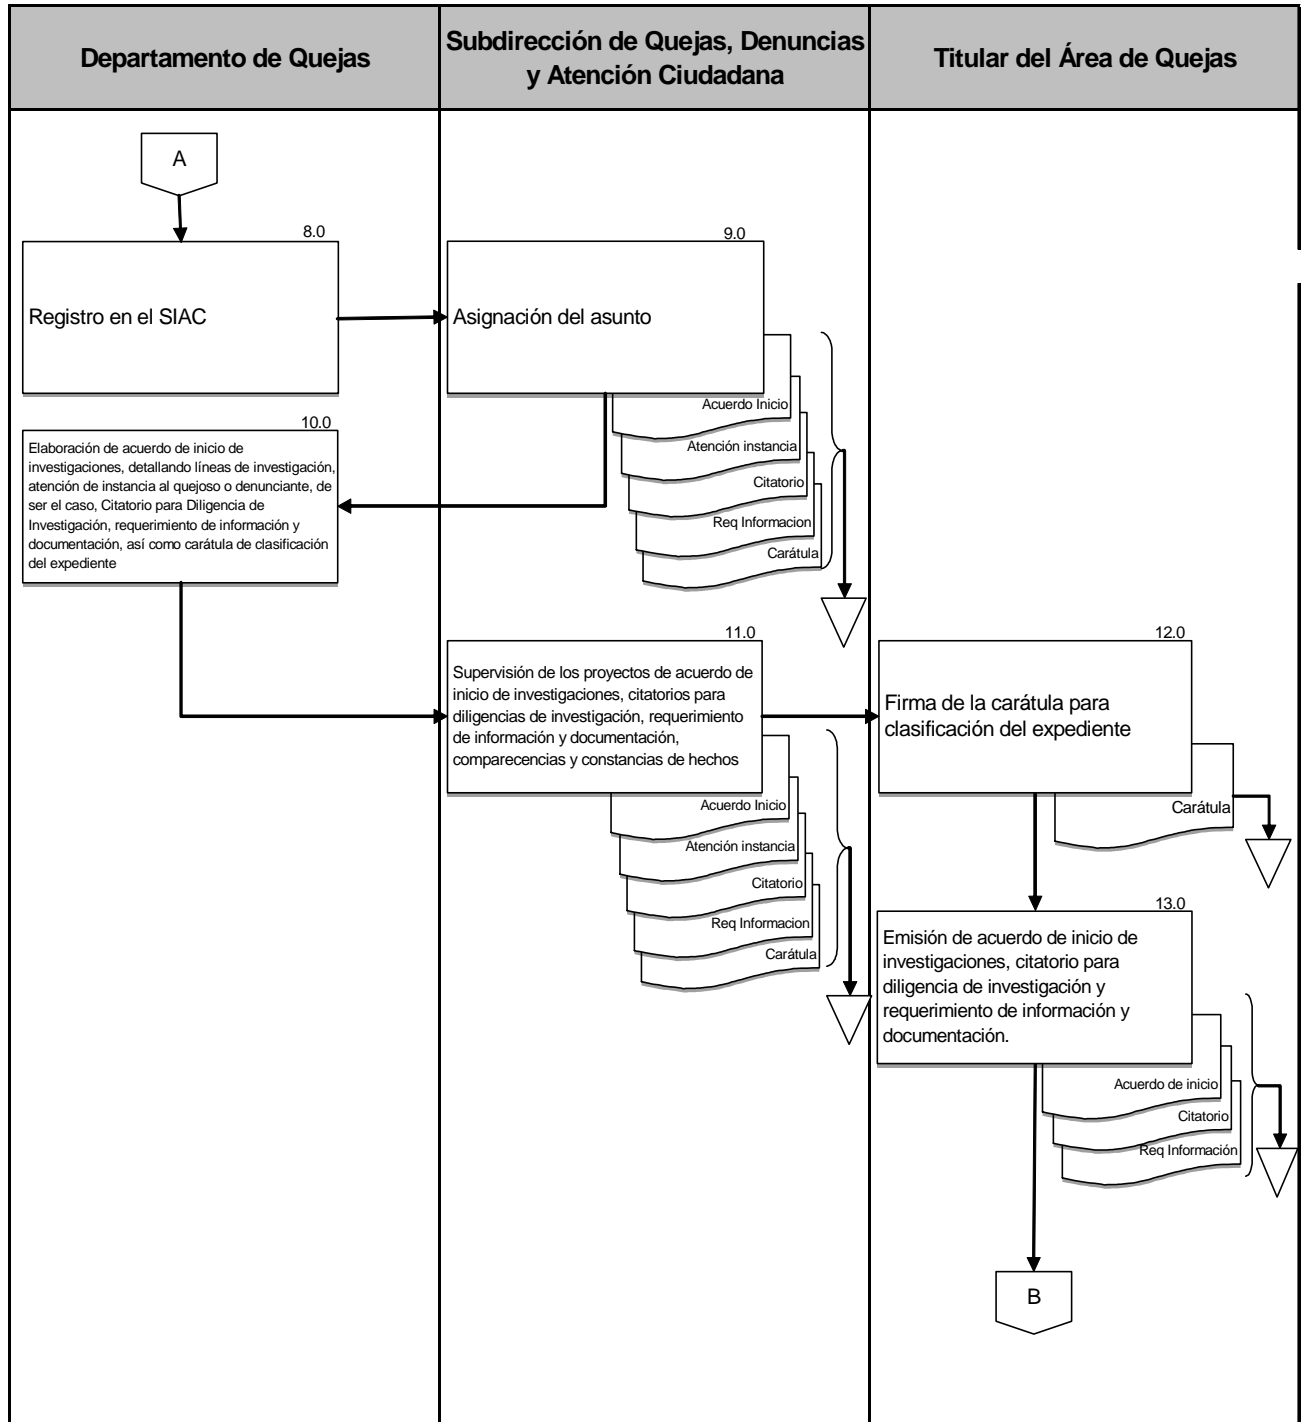 Departamento de Quejas
Subdirección de Quejas, Denuncias
y Atención Ciudadana
Titular del Área de Quejas
A
8.0
Registro en el SIAC
9.0
Asignación del asunto
Acuerdo Inicio
Atención instancia
Citatorio
Req Informacion
Carátula
10.0
Elaboración de acuerdo de inicio de
investigaciones, detallando líneas de investigación,
atención de instancia al quejoso o denunciante, de
ser el caso, Citatorio para Diligencia de
Investigación, requerimiento de información y
documentación, así como carátula de clasificación
del expediente
11.0
Supervisión de los proyectos de acuerdo de
inicio de investigaciones, citatorios para
diligencias de investigación, requerimiento
de información y documentación,
comparecencias y constancias de hechos
Acuerdo Inicio
Atención instancia
Citatorio
Req Informacion
Carátula
12.0
Firma de la carátula para
clasificación del expediente
Carátula
13.0
Emisión de acuerdo de inicio de
investigaciones, citatorio para
diligencia de investigación y
requerimiento de información y
documentación.
Acuerdo de inicio
Citatorio
Req Información
B